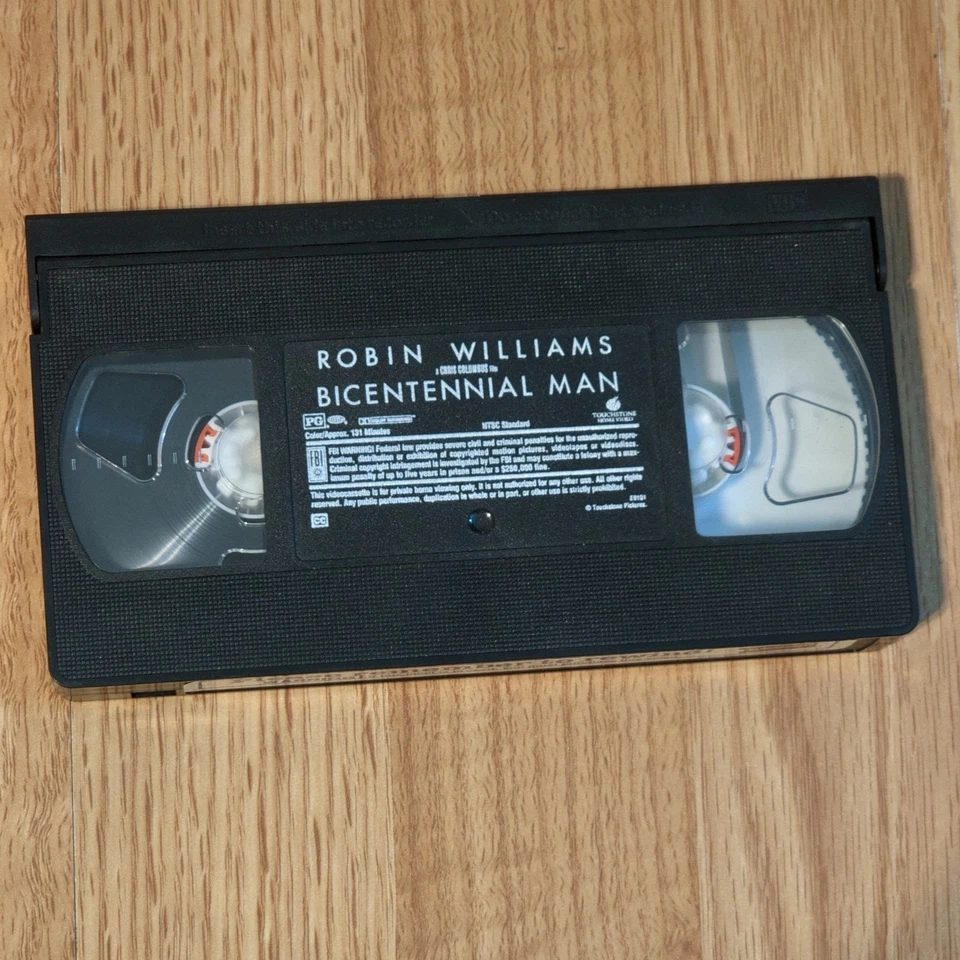 VHS
ROBIN WILLIAMS
A CHRIS COLUMBUS Film
BICENTENNIAL MAN
PG
TOUCHSTONE
HOME VIDEO
Color/Approx. 131 Minutes NTSC Standard
FBI
FBI WARNING! Federal law provides severe civil and criminal penalties for the unauthorized repro-
duction, distribution or exhibition of copyrighted motion pictures, videotapes or videodiscs.
Criminal copyright infringement is investigated by the FBI and may constitute a felony with a max-
imum penalty of up to five years in prison and/or a $250,000 fine.
This videocassette is for private home viewing only. It is not authorized for any other use. All other rights
reserved. Any public performance, duplication in whole or in part, or other use is strictly prohibited.
CC
© Touchstone Pictures.